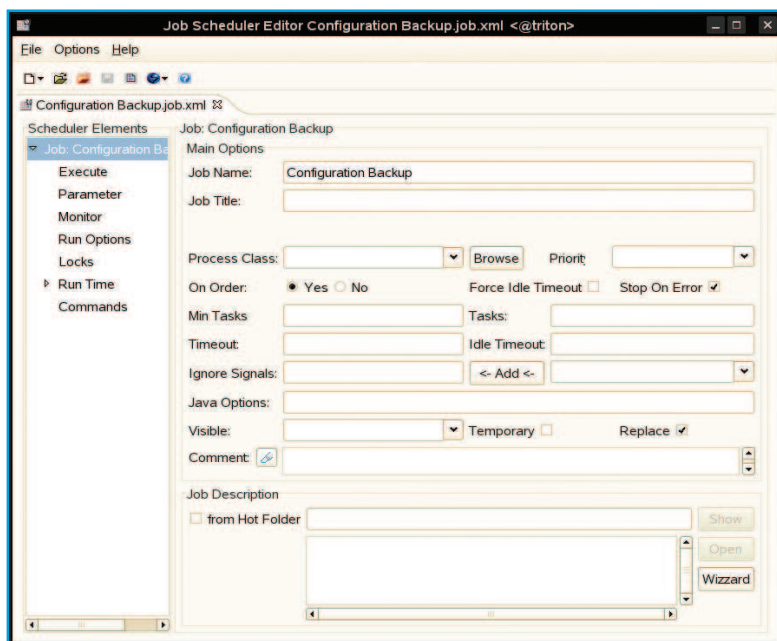 Job Scheduler Editor Configuration Backup.job.xml <@triton>
File Options Help
Configuration Backup.job.xml
Scheduler Elements
Job: Configuration Ba
Execute
Parameter
Monitor
Run Options
Locks
Run Time
Commands
Job: Configuration Backup
Main Options
Job Name: Configuration Backup
Job Title:
Process Class: Browse Priorit
On Order: Yes No Force Idle Timeout Stop On Error
Min Tasks Tasks:
Timeout: Idle Timeout:
Ignore Signals: <- Add <-
Java Options:
Visible: Temporary Replace
Comment:
Job Description
from Hot Folder Show
Open
Wizzard